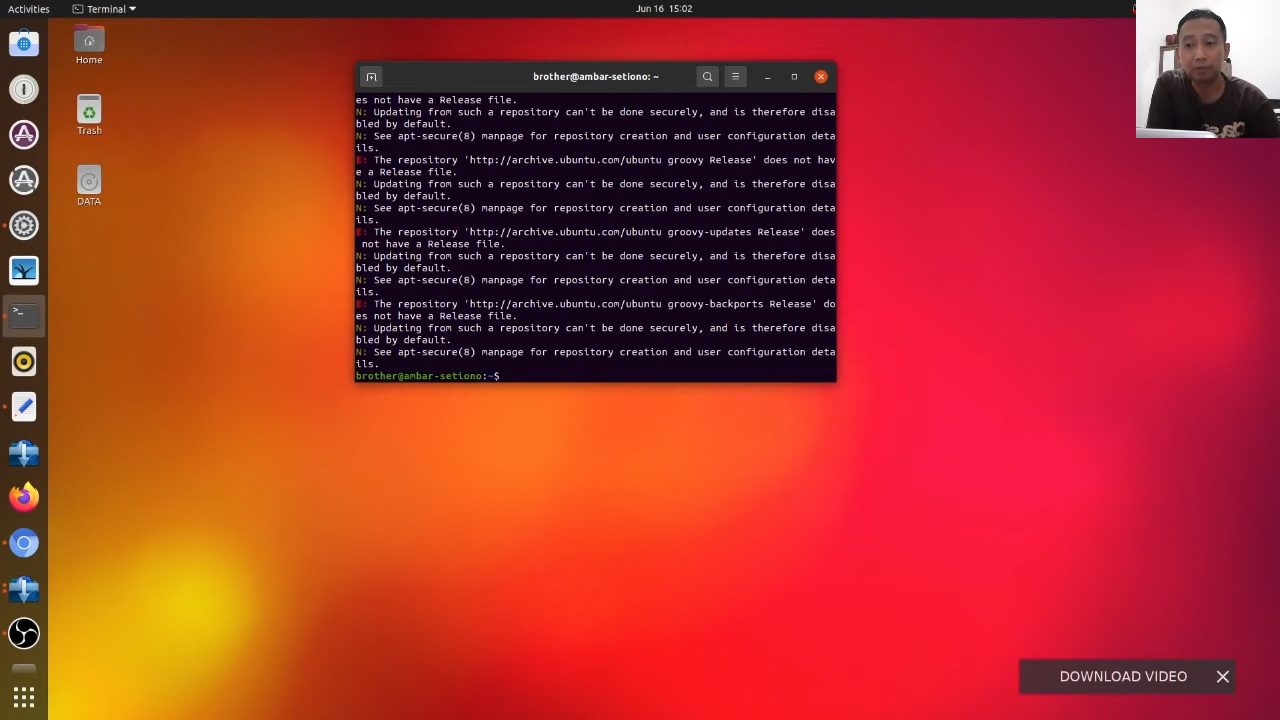 Activities
Terminal
Jun 16 15:02
Home
Trash
DATA
brother@ambar-setiono: ~
es not have a Release file.
N: Updating from such a repository can't be done securely, and is therefore disa
bled by default.
N: See apt-secure(8) manpage for repository creation and user configuration deta
ils.
E: The repository 'http://archive.ubuntu.com/ubuntu groovy Release' does not hav
e a Release file.
N: Updating from such a repository can't be done securely, and is therefore disa
bled by default.
N: See apt-secure(8) manpage for repository creation and user configuration deta
ils.
E: The repository 'http://archive.ubuntu.com/ubuntu groovy-updates Release' does
 not have a Release file.
N: Updating from such a repository can't be done securely, and is therefore disa
bled by default.
N: See apt-secure(8) manpage for repository creation and user configuration deta
ils.
E: The repository 'http://archive.ubuntu.com/ubuntu groovy-backports Release' do
es not have a Release file.
N: Updating from such a repository can't be done securely, and is therefore disa
bled by default.
N: See apt-secure(8) manpage for repository creation and user configuration deta
ils.
brother@ambar-setiono:~$
DOWNLOAD VIDEO